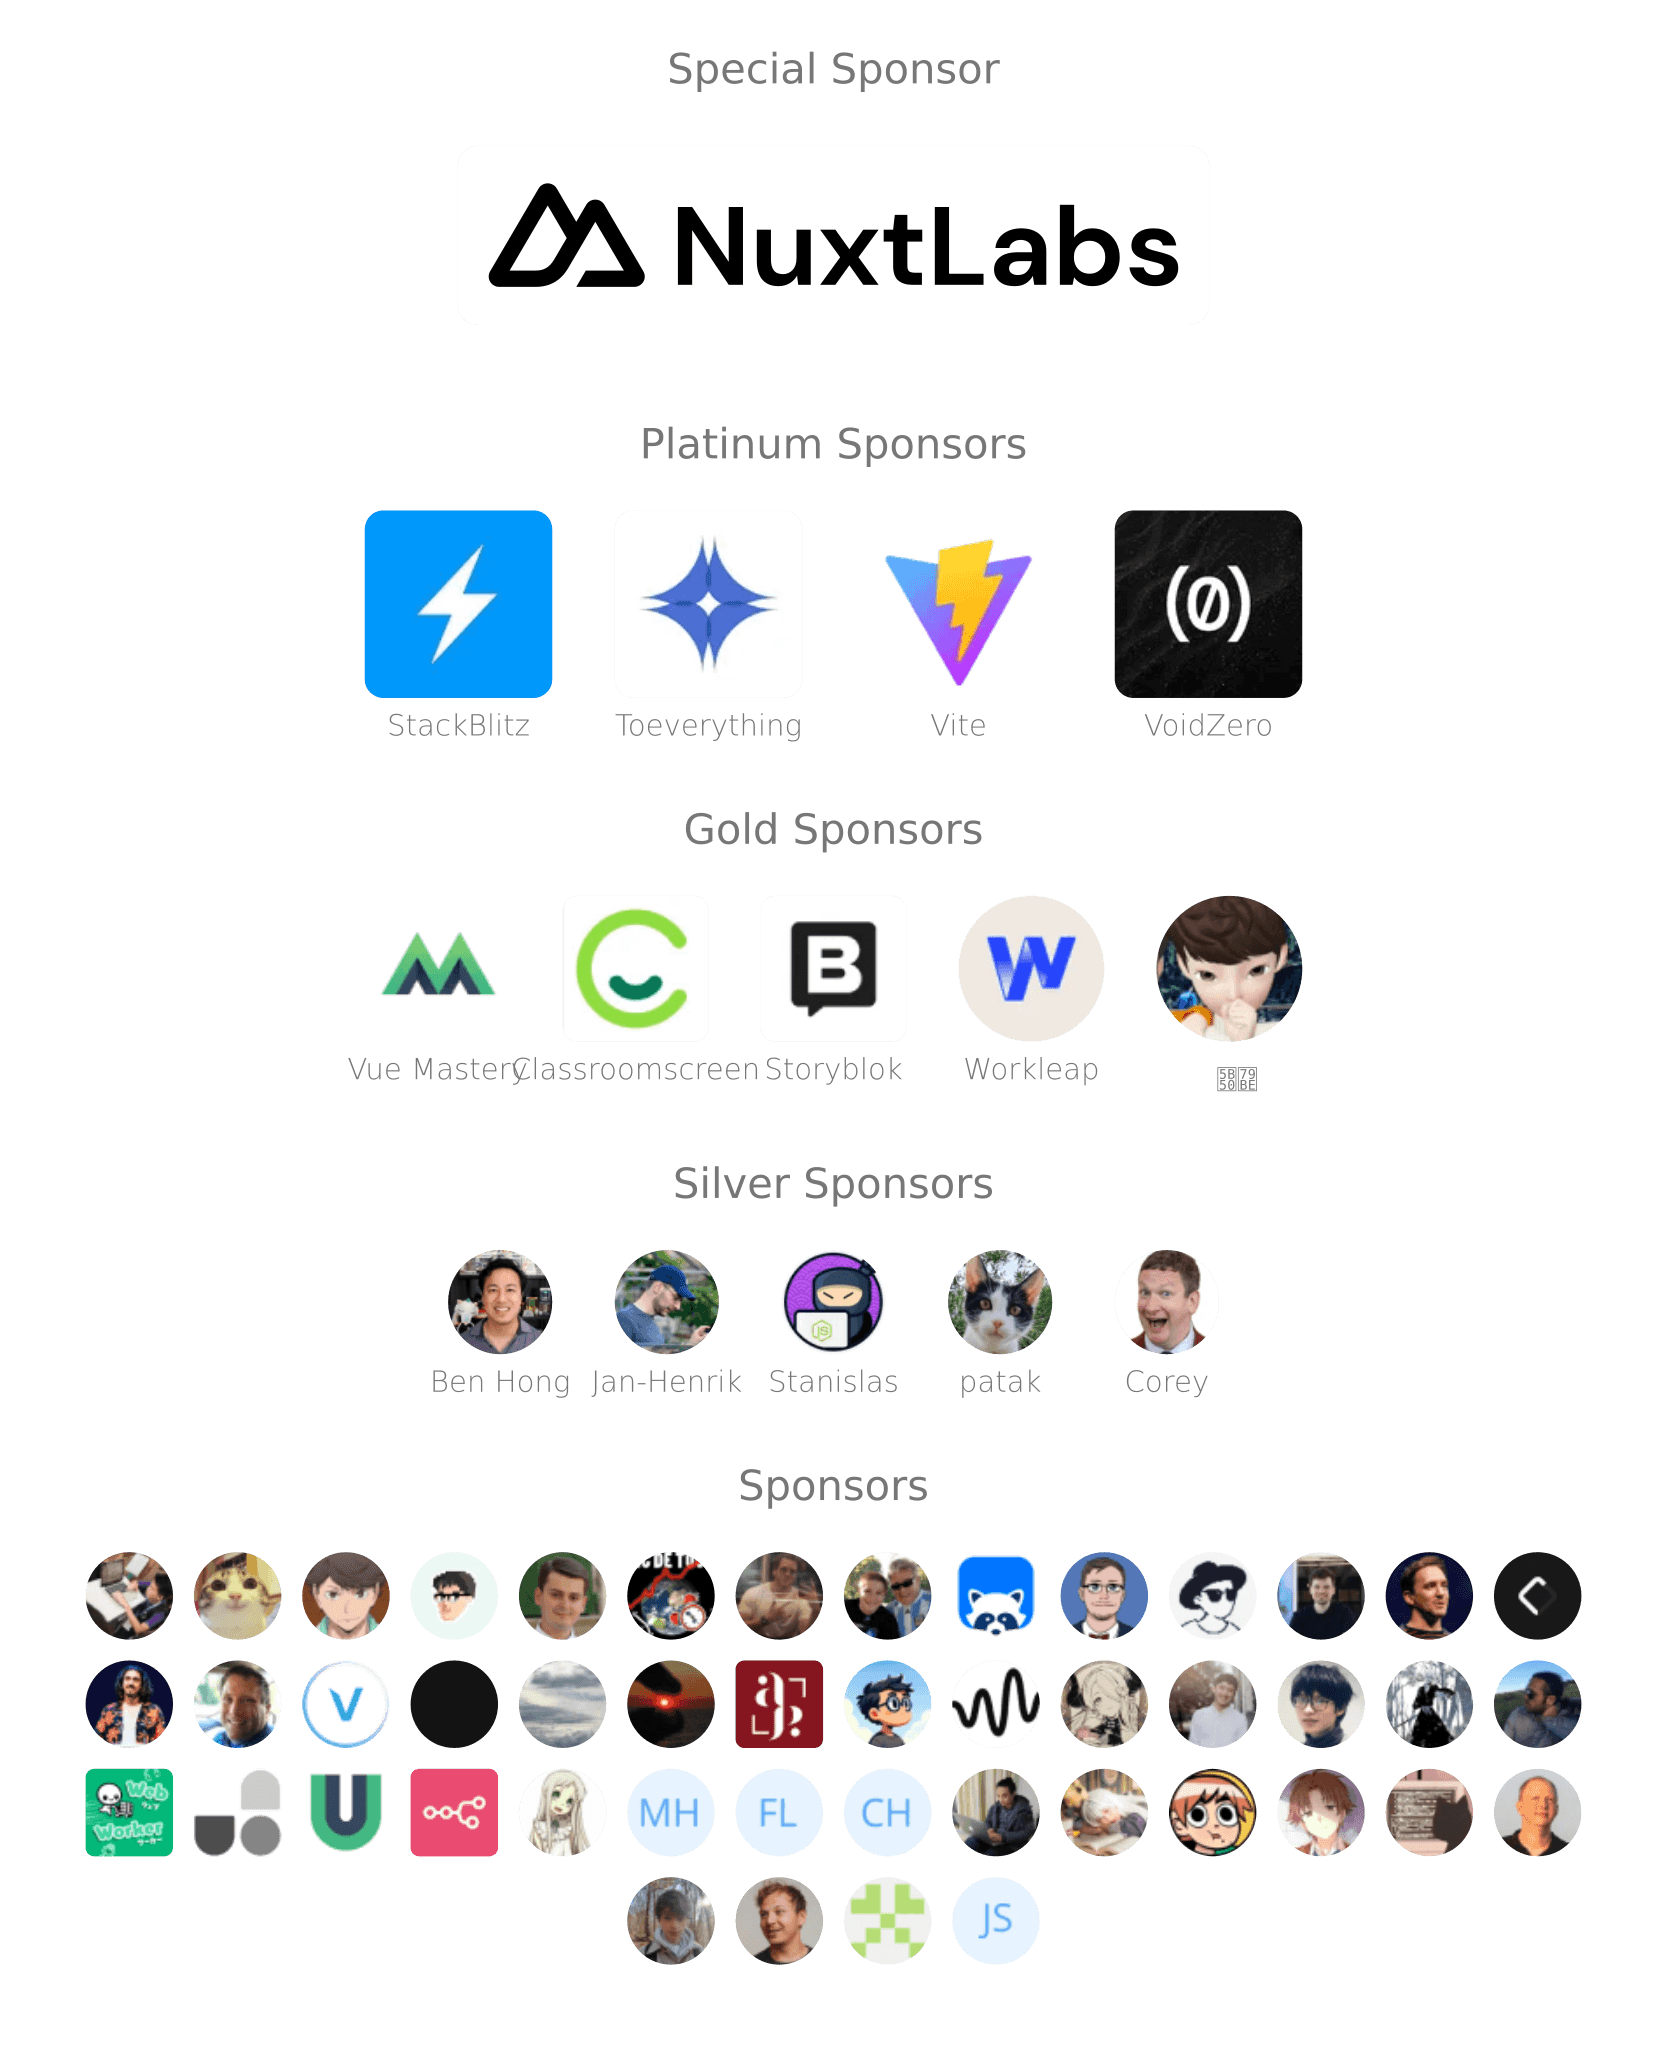 Special Sponsor
NuxtLabs
Platinum Sponsors
StackBlitz Toeverything Vite VoidZero
Gold Sponsors
Vue Mastery Classroomscreen Storyblok Workleap
Silver Sponsors
Ben Hong Jan-Henrik Stanislas patak Corey
Sponsors
Web
Worker
MH FL CH
JS